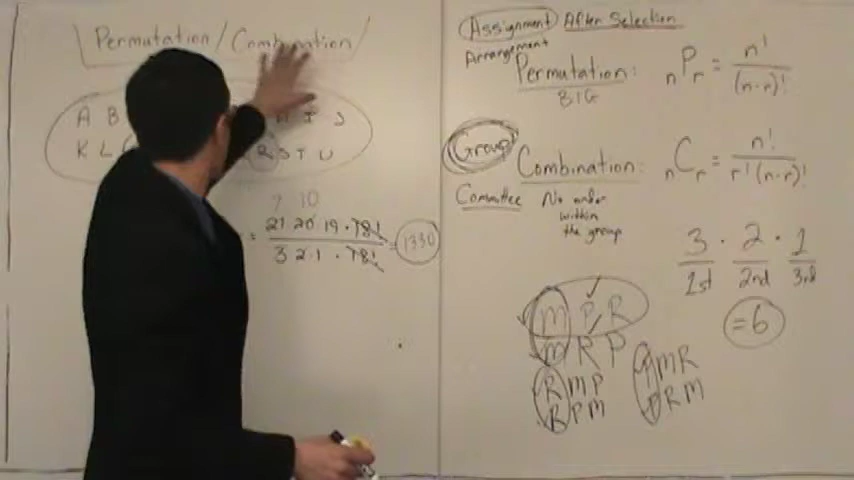 Permutation / Combination
A B H I J
K L R S T U
7 10
21 · 20 · 19 · 18!
=
3 · 2 · 1 · 18!
= 1330
Assignment After Selection
Arrangement
Permutation:
BIG
nPr = n! / (n-r)!
Group
Combination:
nCr = n! / r! (n-r)!
Committee
No order
within
the group
3 · 2 · 1
1st 2nd 3rd
= 6
M P R
M R P
R M P
R P M
P M R
P R M